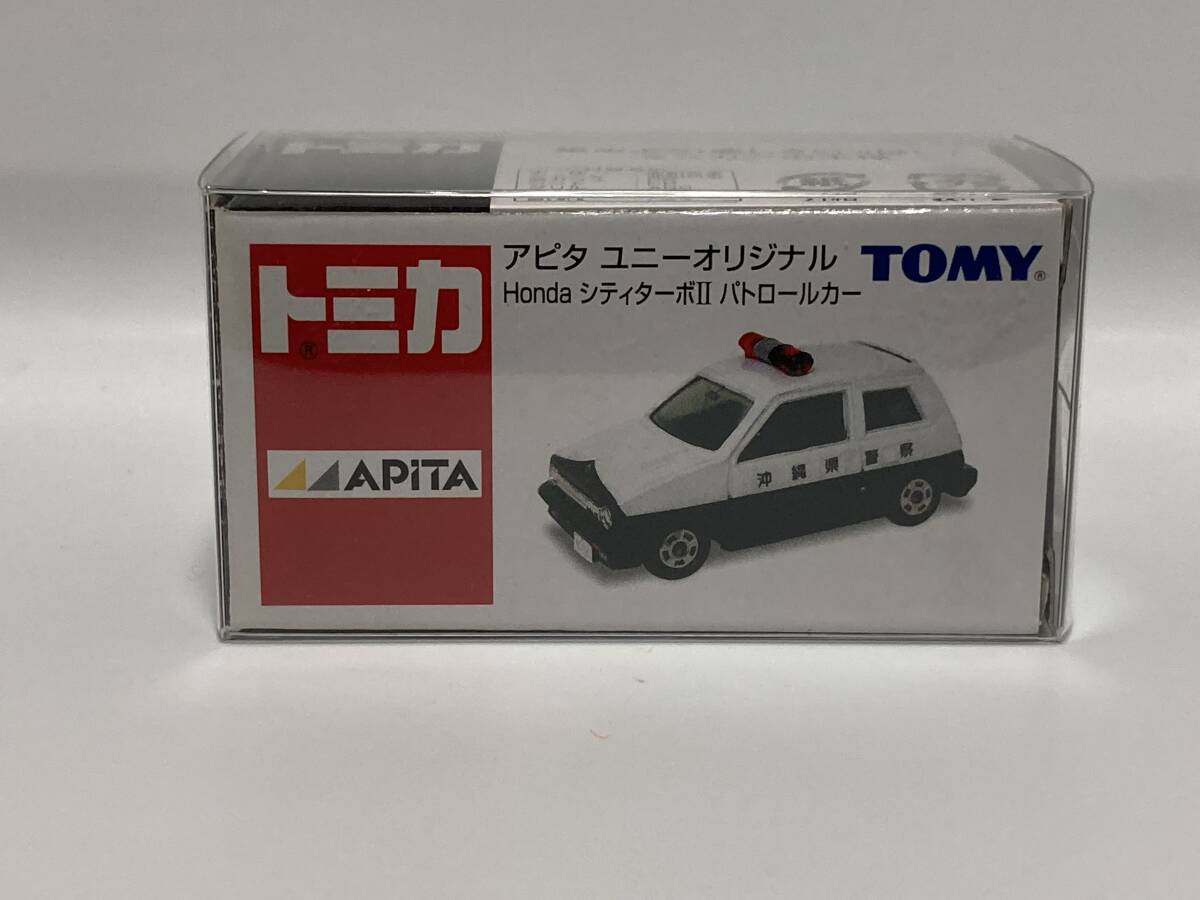 トミカ
®
アピタ ユニーオリジナル
Honda シティターボII パトロールカー
TOMY®
APiTA
沖縄県警察